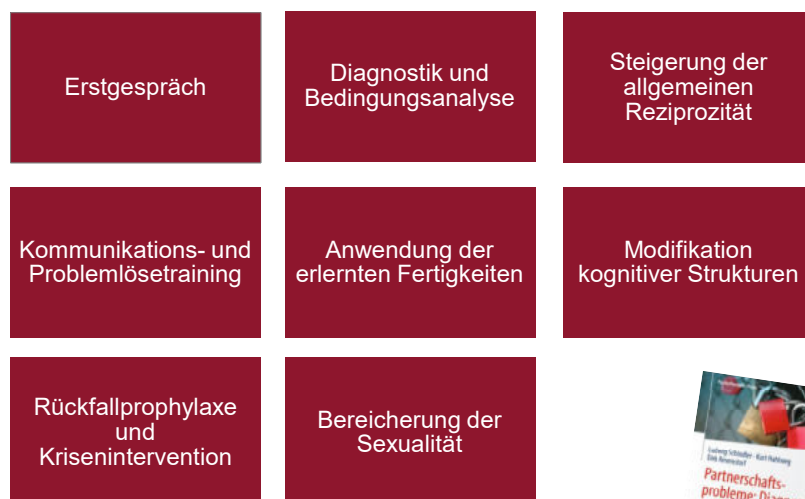 Erstgespräch
Diagnostik und
Bedingungsanalyse
Steigerung der
allgemeinen
Reziprozität
Kommunikations- und
Problemlösetraining
Anwendung der
erlernten Fertigkeiten
Modifikation
kognitiver Strukturen
Rückfallprophylaxe
und
Krisenintervention
Bereicherung der
Sexualität
Partnerschafts-
probleme: